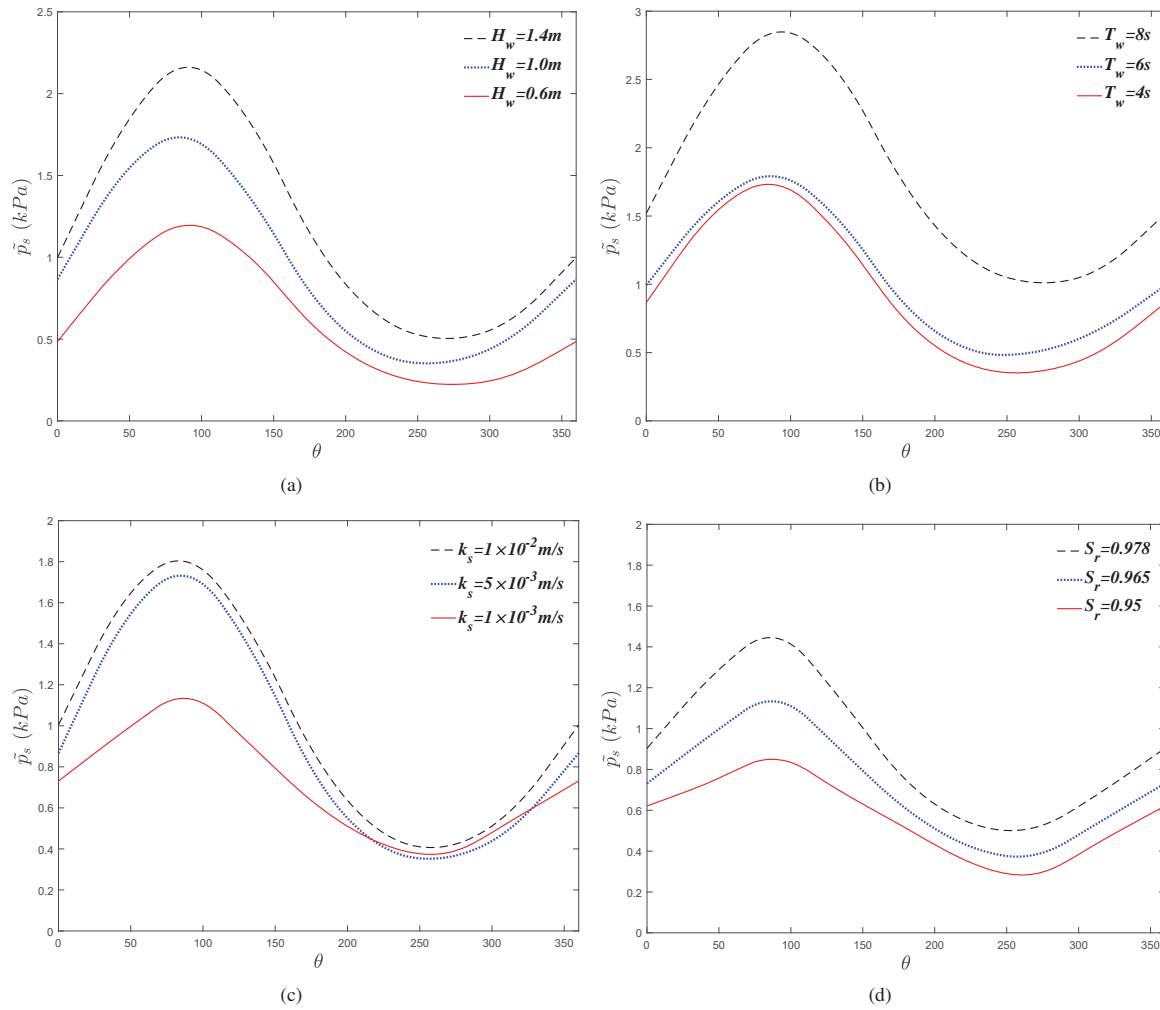 2.5
2
1.5
1
0.5
0
p̃_s (kPa)
H_w=1.4m
H_w=1.0m
H_w=0.6m
0 50 100 150 200 250 300 350
θ
(a)
3
2.5
2
1.5
1
0.5
0
p̃_s (kPa)
T_w=8s
T_w=6s
T_w=4s
0 50 100 150 200 250 300 350
θ
(b)
2
1.8
1.6
1.4
1.2
1
0.8
0.6
0.4
0.2
0
p̃_s (kPa)
k_s=1×10⁻²m/s
k_s=5×10⁻³m/s
k_s=1×10⁻³m/s
0 50 100 150 200 250 300 350
θ
(c)
2
1.8
1.6
1.4
1.2
1
0.8
0.6
0.4
0.2
0
p̃_s (kPa)
S_r=0.978
S_r=0.965
S_r=0.95
0 50 100 150 200 250 300 350
θ
(d)